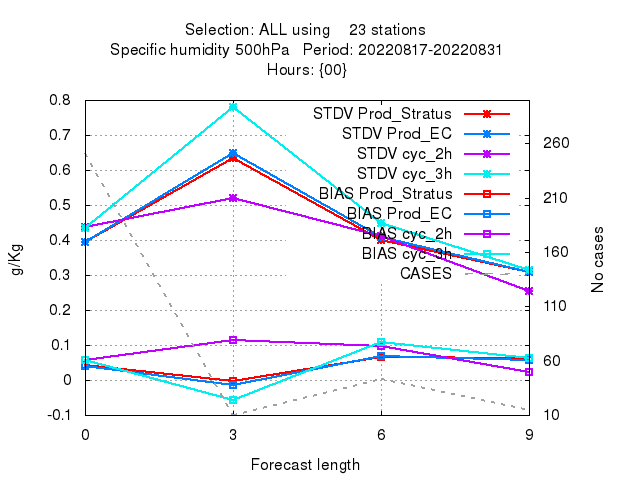 Selection: ALL using 23 stations
Specific humidity 500hPa Period: 20220817-20220831
Hours: {00}
0.8
0.7
0.6
0.5
0.4
0.3
0.2
0.1
0
-0.1
g/Kg
STDV Prod_Stratus
STDV Prod_EC
STDV cyc_2h
STDV cyc_3h
BIAS Prod_Stratus
BIAS Prod_EC
BIAS cyc_2h
BIAS cyc_3h
CASES
260
210
160
110
60
10
No cases
0 3 6 9
Forecast length